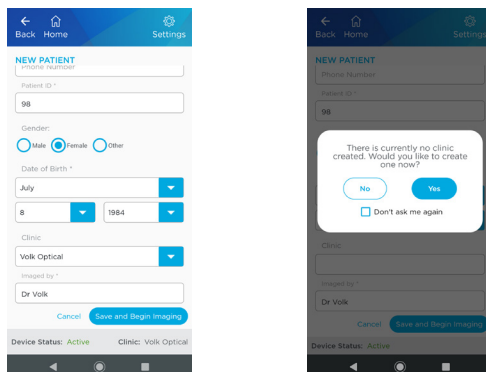 Back Home Settings
NEW PATIENT
Phone Number
Patient ID *
98
Gender:
Male Female Other
Date of Birth *
July
8 1984
Clinic
Volk Optical
Imaged by *
Dr Volk
Cancel Save and Begin Imaging
Device Status: Active Clinic: Volk Optical
Back Home Settings
NEW PATIENT
Phone Number
Patient ID *
98
There is currently no clinic
created. Would you like to create
one now?
No Yes
Don't ask me again
Clinic
Imaged by *
Dr Volk
Cancel Save and Begin Imaging
Device Status: Active